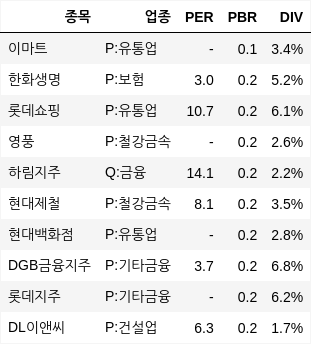 종목 업종 PER PBR DIV
이마트 P:유통업 - 0.1 3.4%
한화생명 P:보험 3.0 0.2 5.2%
롯데쇼핑 P:유통업 10.7 0.2 6.1%
영풍 P:철강금속 - 0.2 2.6%
하림지주 Q:금융 14.1 0.2 2.2%
현대제철 P:철강금속 8.1 0.2 3.5%
현대백화점 P:유통업 - 0.2 2.8%
DGB금융지주 P:기타금융 3.7 0.2 6.8%
롯데지주 P:기타금융 - 0.2 6.2%
DL이앤씨 P:건설업 6.3 0.2 1.7%